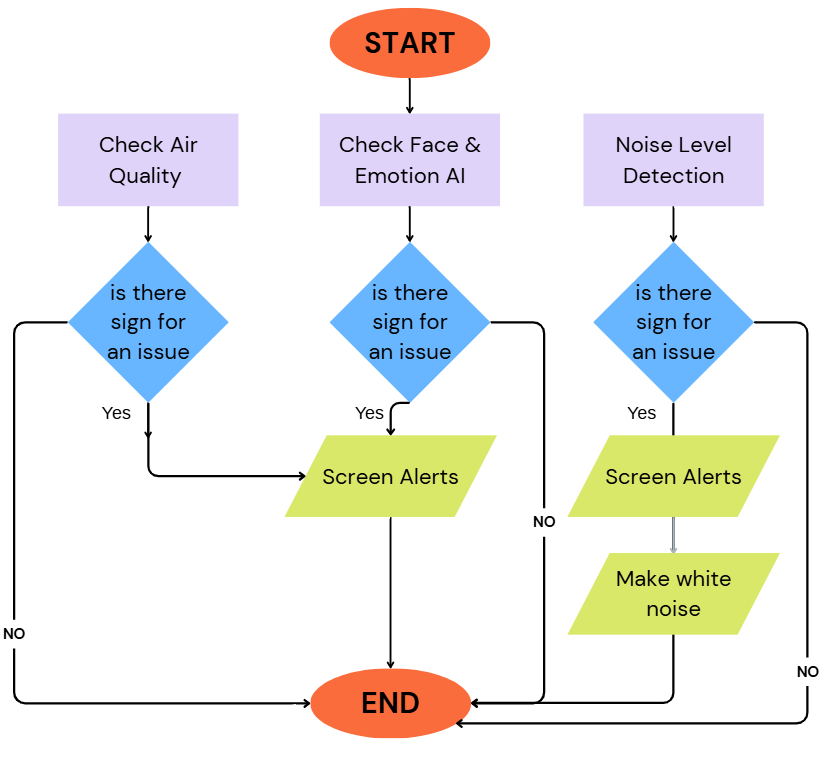 START
Check Air
Quality
Check Face &
Emotion AI
Noise Level
Detection
is there
sign for
an issue
is there
sign for
an issue
is there
sign for
an issue
Yes
Yes
Yes
Screen Alerts
Screen Alerts
NO
Make white
noise
NO
NO
END